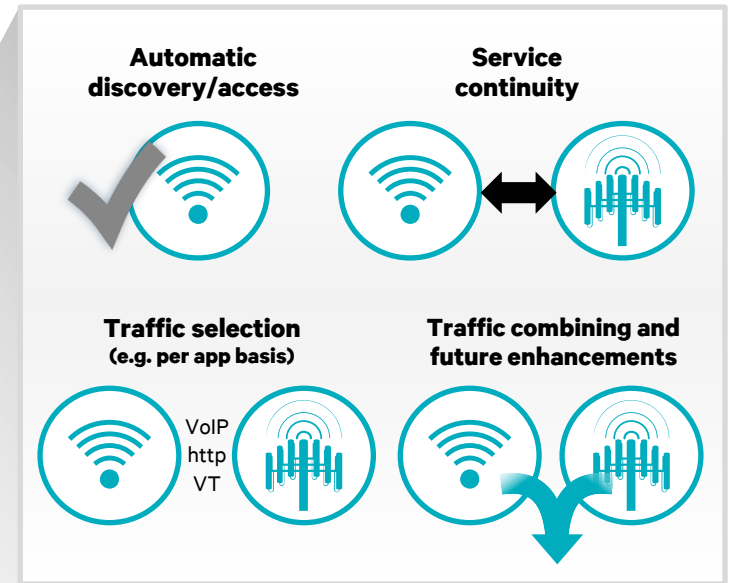 Automatic
discovery/access
Service
continuity
Traffic selection
(e.g. per app basis)
VoIP
http
VT
Traffic combining and
future enhancements